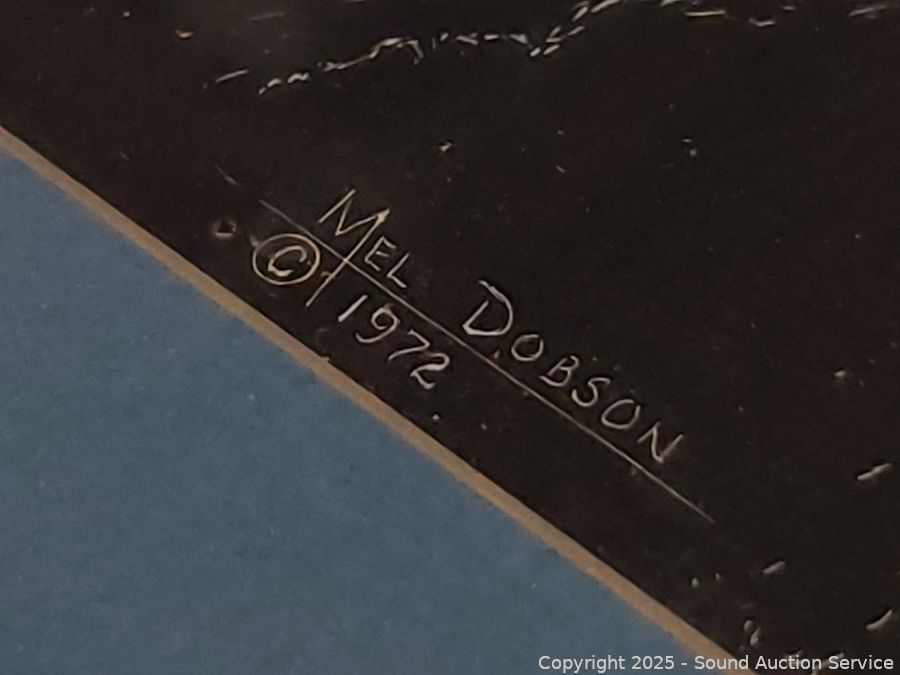 MEL DOBSON
© 1972
Copyright 2025 - Sound Auction Service